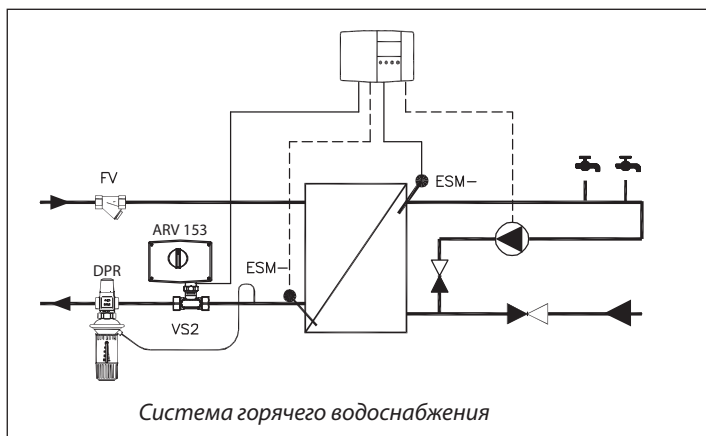 FV
ESM-
ARV 153
DPR
ESM-
VS2
Система горячего водоснабжения